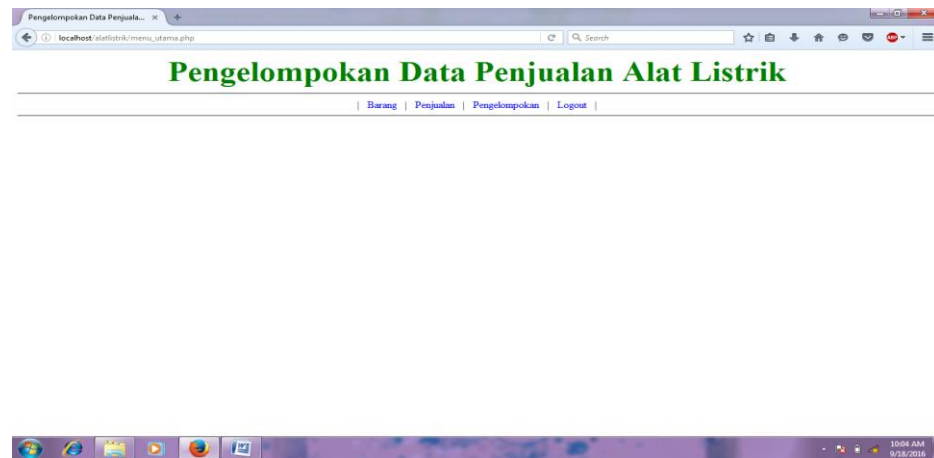 Pengelompokan Data Penjuala... × +
localhost/alatlistrik/menu_utama.php Search ABP
Pengelompokan Data Penjualan Alat Listrik
| Barang | Penjualan | Pengelompokan | Logout |
10:04 AM
9/18/2016